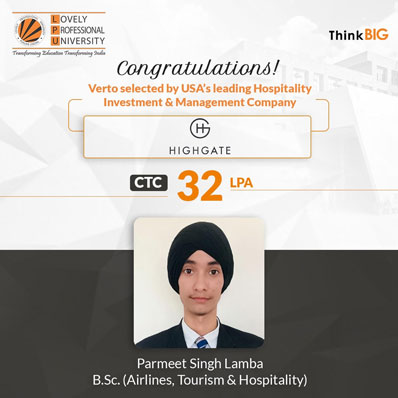 LOVELY
PROFESSIONAL
UNIVERSITY
Transforming Education Transforming India
ThinkBIG
Congratulations!
Verto selected by USA's leading Hospitality
Investment & Management Company
HIGHGATE
CTC 32 LPA
Parmeet Singh Lamba
B.Sc. (Airlines, Tourism & Hospitality)